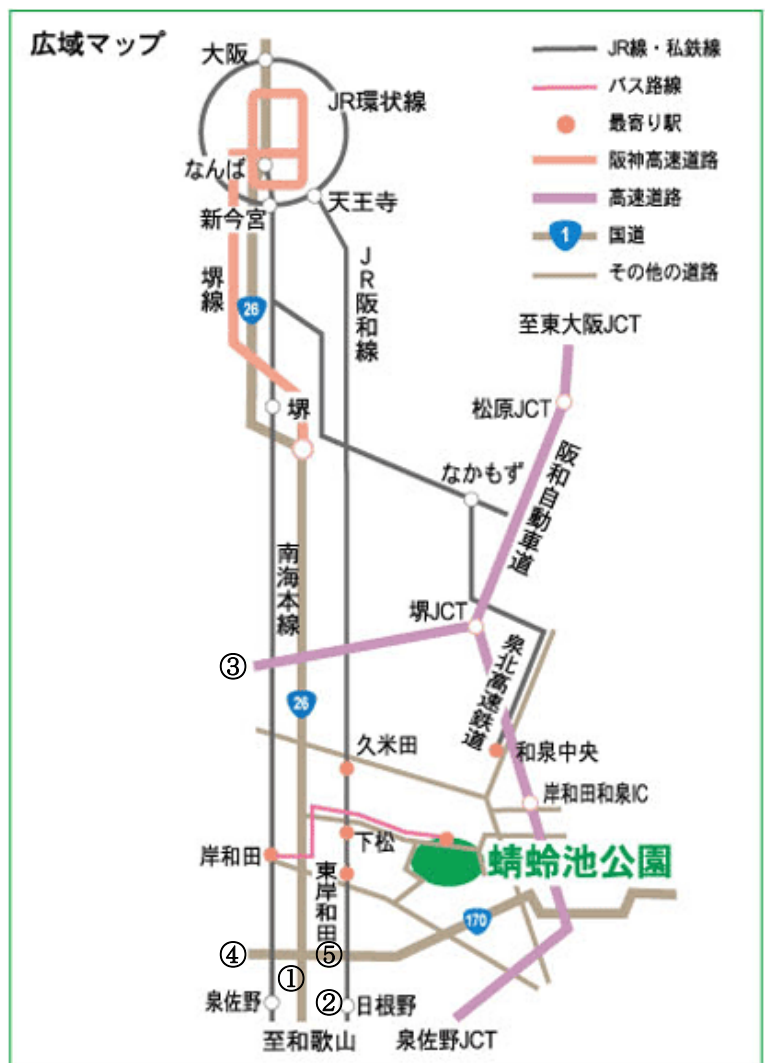 広域マップ
大阪
JR環状線
なんば
新今宮
天王寺
JR線・私鉄線
バス路線
最寄り駅
阪神高速道路
高速道路
1
国道
その他の道路
堺線
26
JR阪和線
至東大阪JCT
松原JCT
堺
なかもず
阪和自動車道
南海本線
堺JCT
③
泉北高速鉄道
26
久米田
和泉中央
岸和田和泉IC
下松
岸和田
蜻蛉池公園
東岸和田
170
④
⑤
①
泉佐野
②
日根野
至和歌山
泉佐野JCT